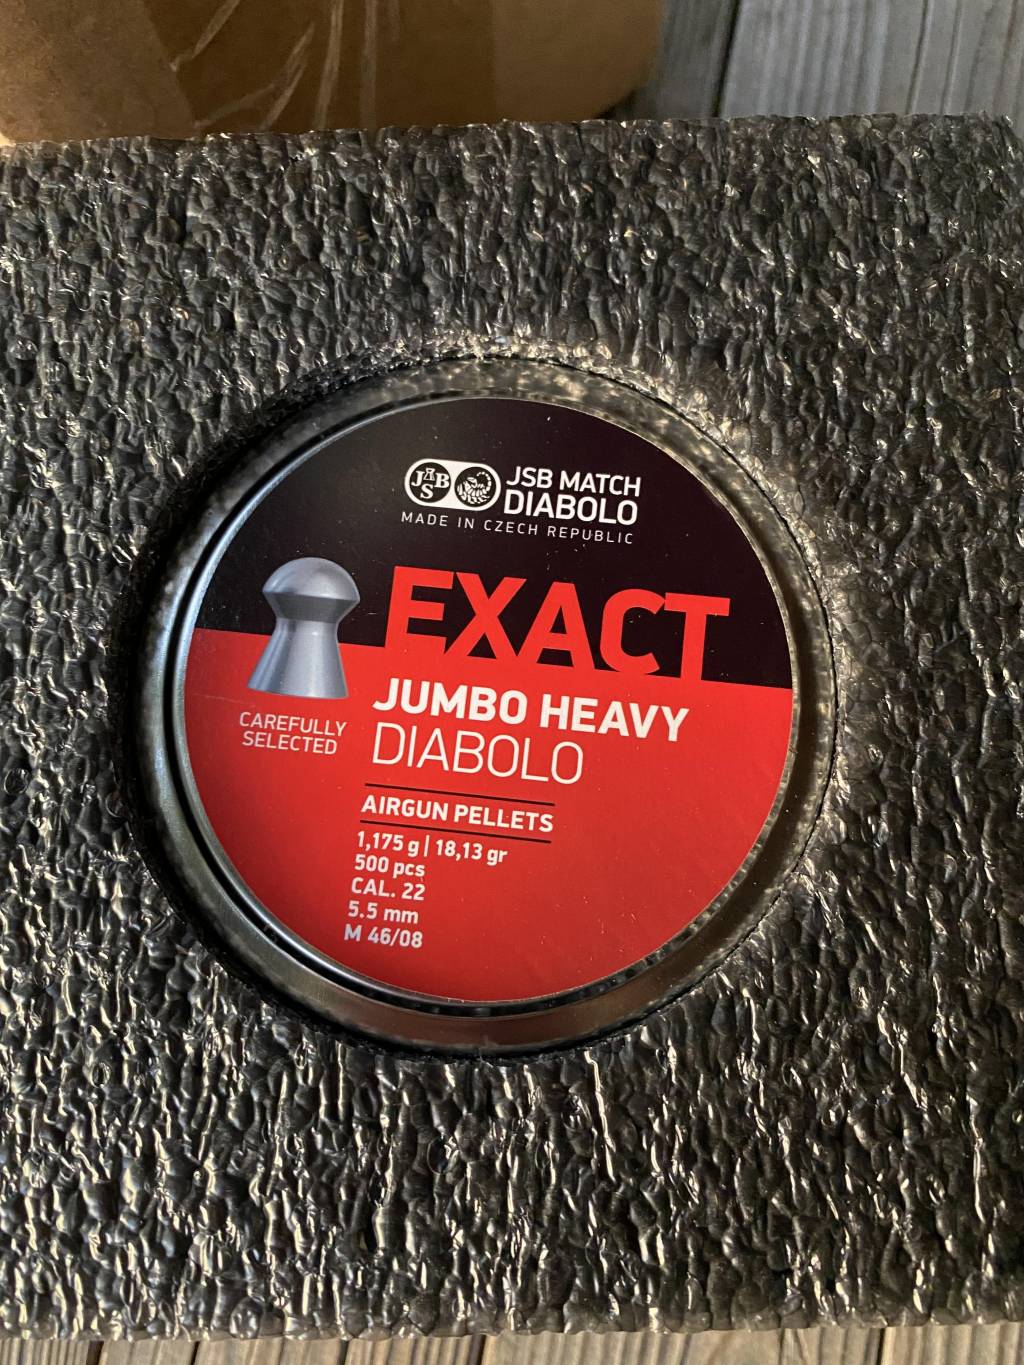 JASB
JSB MATCH
DIABOLO
MADE IN CZECH REPUBLIC
EXACT
JUMBO HEAVY
DIABOLO
CAREFULLY
SELECTED
AIRGUN PELLETS
1,175 g | 18,13 gr
500 pcs
CAL. 22
5.5 mm
M 46/08